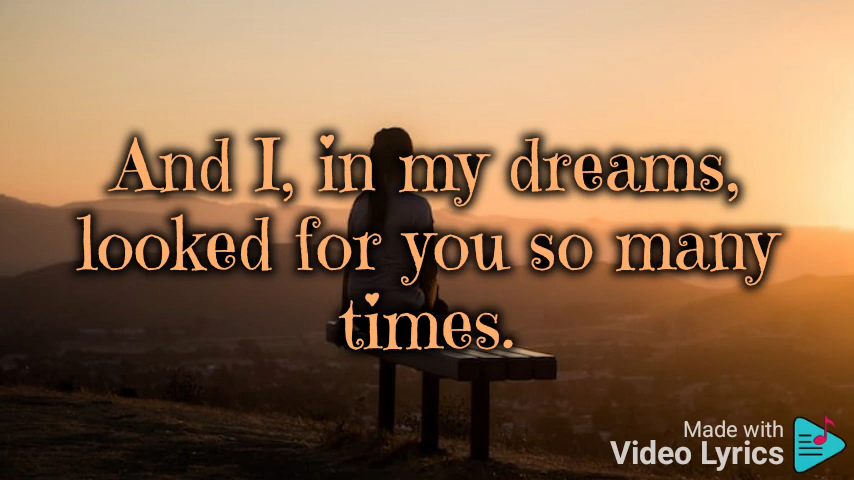 And I, in my dreams,
looked for you so many
times.
Made with
Video Lyrics